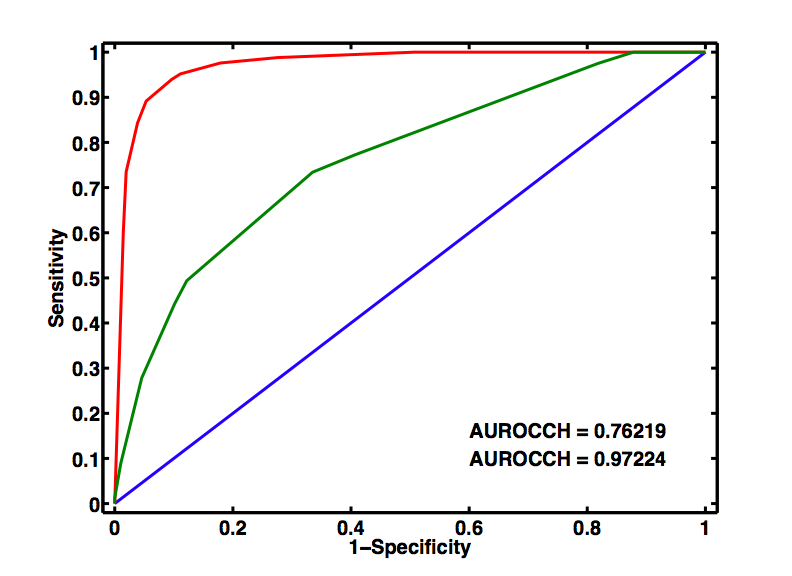 1
0.9
0.8
0.7
0.6
0.5
0.4
0.3
0.2
0.1
0
Sensitivity
AUROCCH = 0.76219
AUROCCH = 0.97224
0 0.2 0.4 0.6 0.8 1
1−Specificity